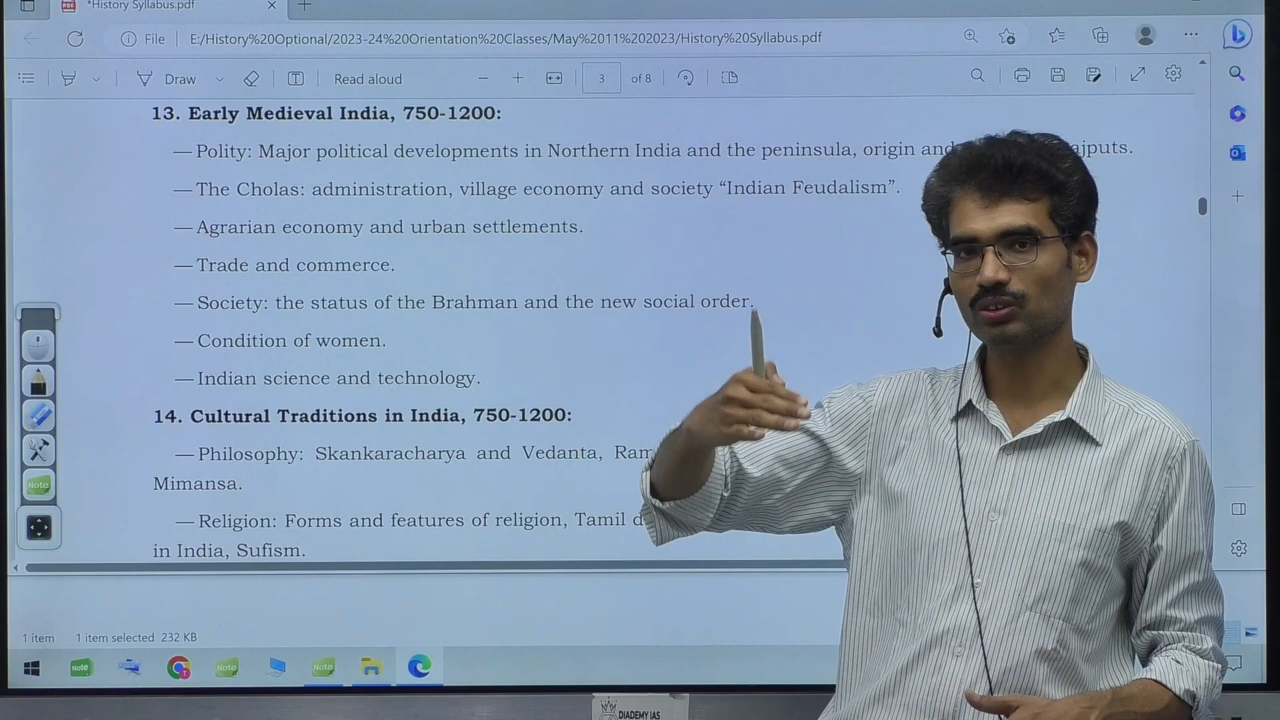 *History Syllabus.pdf
File E:/History%20Optional/2023-24%20Orientation%20Classes/May%2011%202023/History%20Syllabus.pdf
Draw Read aloud 3 of 8
13. Early Medieval India, 750-1200:
— Polity: Major political developments in Northern India and the peninsula, origin and ajputs.
— The Cholas: administration, village economy and society “Indian Feudalism”.
— Agrarian economy and urban settlements.
— Trade and commerce.
— Society: the status of the Brahman and the new social order.
— Condition of women.
— Indian science and technology.
14. Cultural Traditions in India, 750-1200:
— Philosophy: Skankaracharya and Vedanta, Ram
Mimansa.
— Religion: Forms and features of religion, Tamil d
in India, Sufism.
Note
1 item 1 item selected 232 KB
Note Note Note
DIADEMY IAS